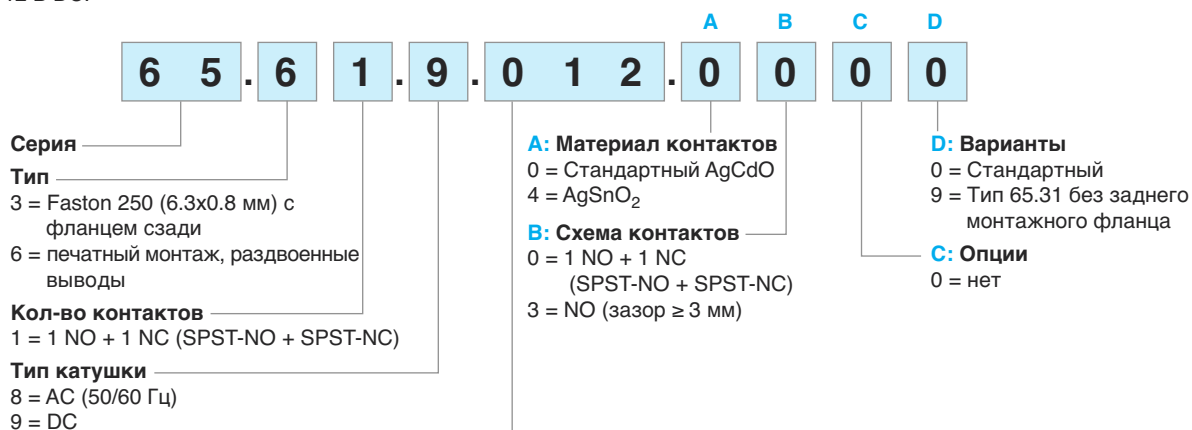 A B C D
6 5 . 6 1 . 9 . 0 1 2 . 0 0 0 0
Серия
Тип
3 = Faston 250 (6.3x0.8 мм) с
фланцем сзади
6 = печатный монтаж, раздвоенные
выводы
Кол-во контактов
1 = 1 NO + 1 NC (SPST-NO + SPST-NC)
Тип катушки
8 = AC (50/60 Гц)
9 = DC
A: Материал контактов
0 = Стандартный AgCdO
4 = AgSnO₂
B: Схема контактов
0 = 1 NO + 1 NC
(SPST-NO + SPST-NC)
3 = NO (зазор ≥ 3 мм)
D: Варианты
0 = Стандартный
9 = Тип 65.31 без заднего
монтажного фланца
C: Опции
0 = нет